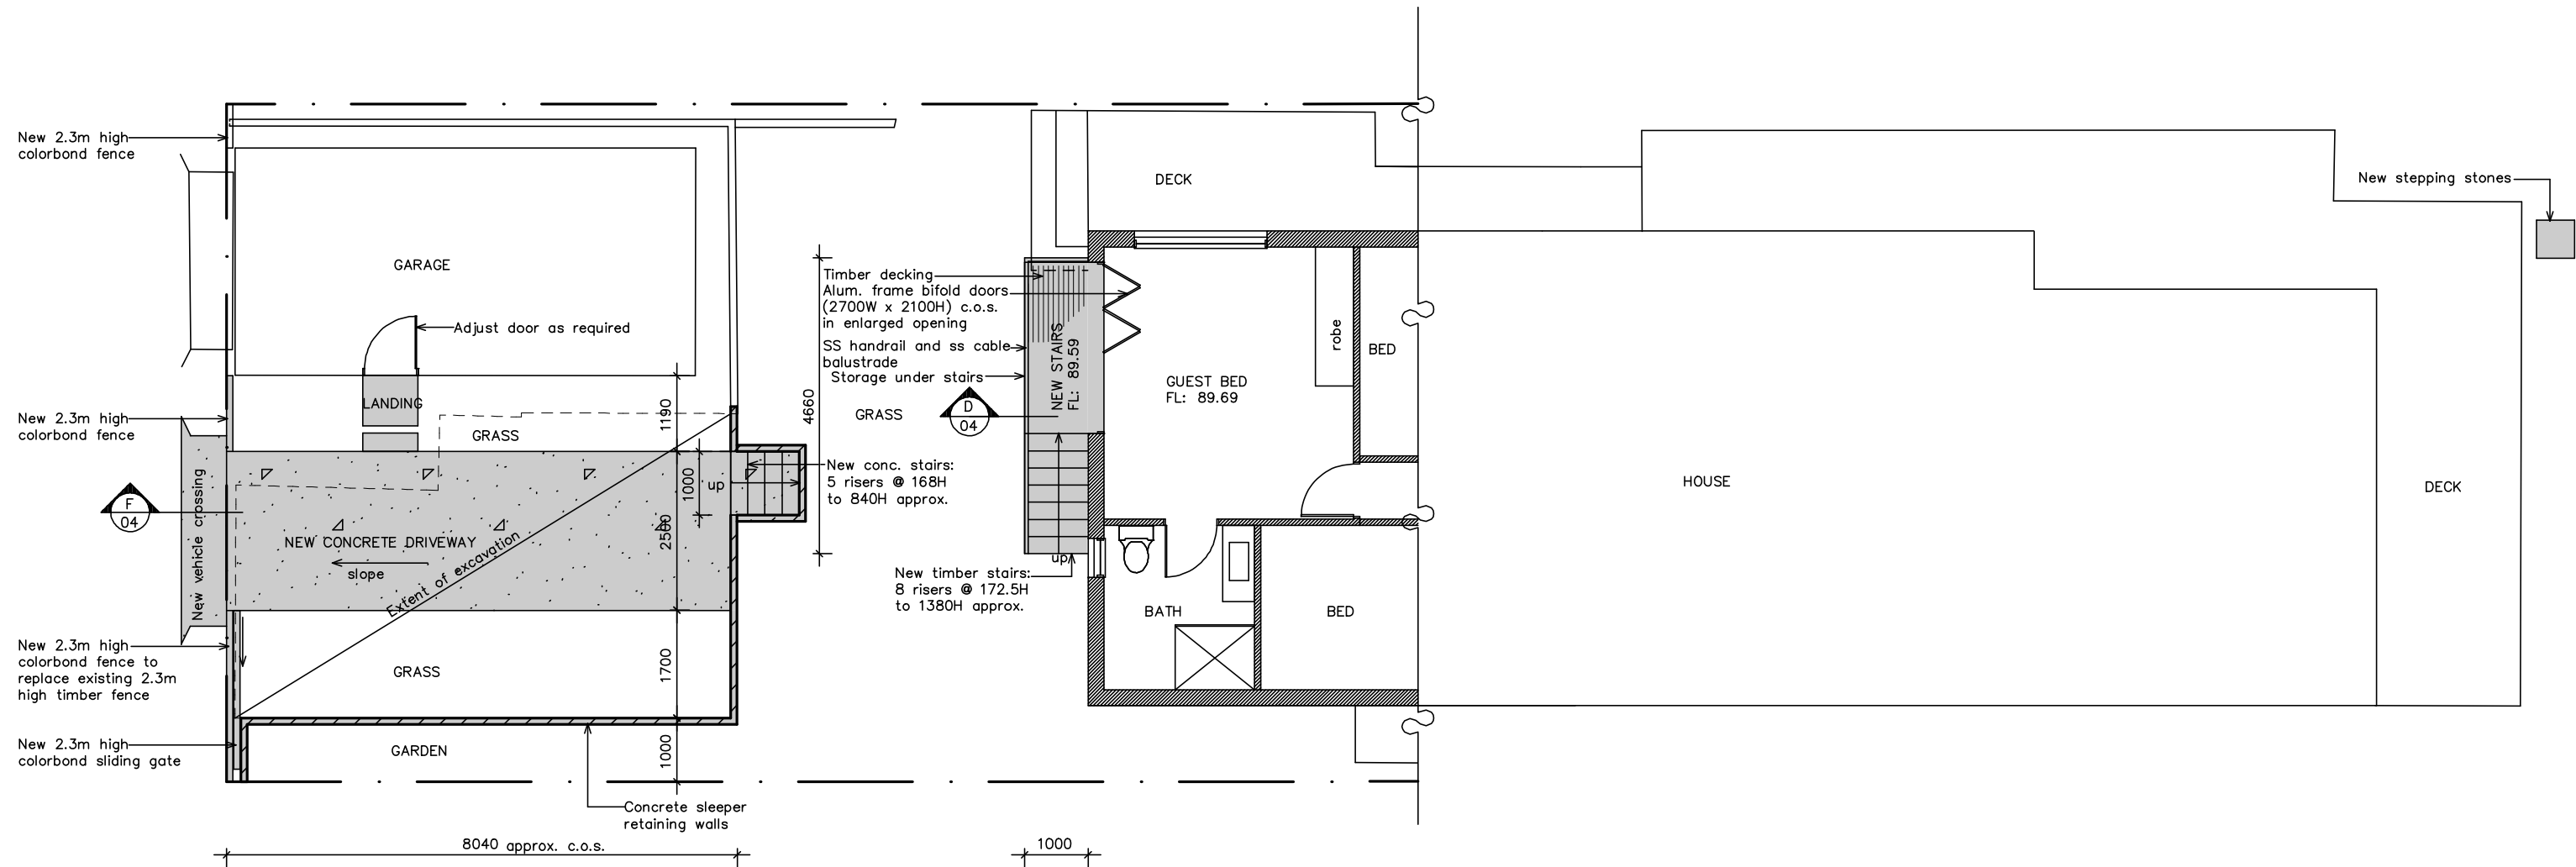 New 2.3m high
colorbond fence
DECK
New stepping stones
GARAGE
Timber decking
Alum. frame bifold doors
(2700W x 2100H) c.o.s.
in enlarged opening
SS handrail and ss cable
balustrade
Storage under stairs
NEW STAIRS
FL: 89.59
Adjust door as required
robe
BED
GUEST BED
FL: 89.69
LANDING
1190
4660
GRASS
D
04
New 2.3m high
colorbond fence
GRASS
New conc. stairs:
5 risers @ 168H
to 840H approx.
up
1000
2500
HOUSE
DECK
F
04
New vehicle crossing
NEW CONCRETE DRIVEWAY
slope
Extent of excavation
up
New timber stairs:
8 risers @ 172.5H
to 1380H approx.
BATH
BED
New 2.3m high
colorbond fence to
replace existing 2.3m
high timber fence
GRASS
1700
New 2.3m high
colorbond sliding gate
GARDEN
1000
Concrete sleeper
retaining walls
8040 approx. c.o.s.
1000